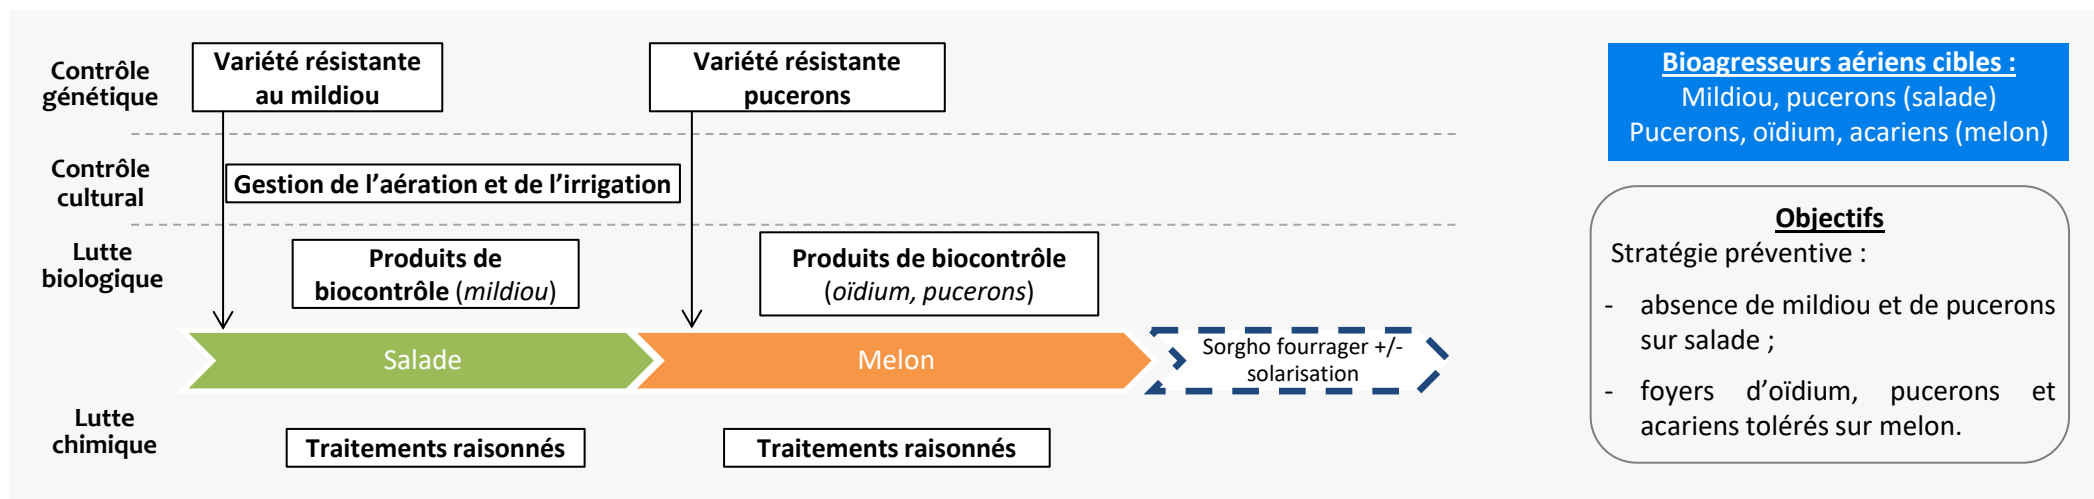 Contrôle
génétique
Variété résistante
au mildiou
Variété résistante
pucerons
Contrôle
cultural
Gestion de l'aération et de l'irrigation
Lutte
biologique
Produits de
biocontrôle (mildiou)
Produits de biocontrôle
(oïdium, pucerons)
Salade
Melon
Sorgho fourrager +/-
solarisation
Lutte
chimique
Traitements raisonnés
Traitements raisonnés
Bioagresseurs aériens cibles :
Mildiou, pucerons (salade)
Pucerons, oïdium, acariens (melon)
Objectifs
Stratégie préventive :
- absence de mildiou et de pucerons
sur salade ;
- foyers d'oïdium, pucerons et
acariens tolérés sur melon.